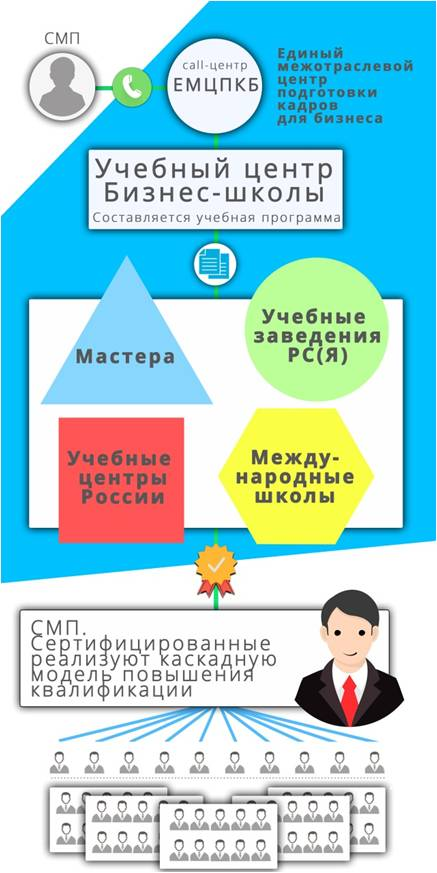 СМП
call-центр
ЕМЦПКБ
Единый
межотраслевой
центр
подготовки
кадров
для бизнеса
Учебный центр
Бизнес-школы
Составляется учебная программа
Мастера
Учебные
заведения
РС(Я)
Учебные
центры
России
Между-
народные
школы
СМП.
Сертифицированные
реализуют каскадную
модель повышения
квалификации